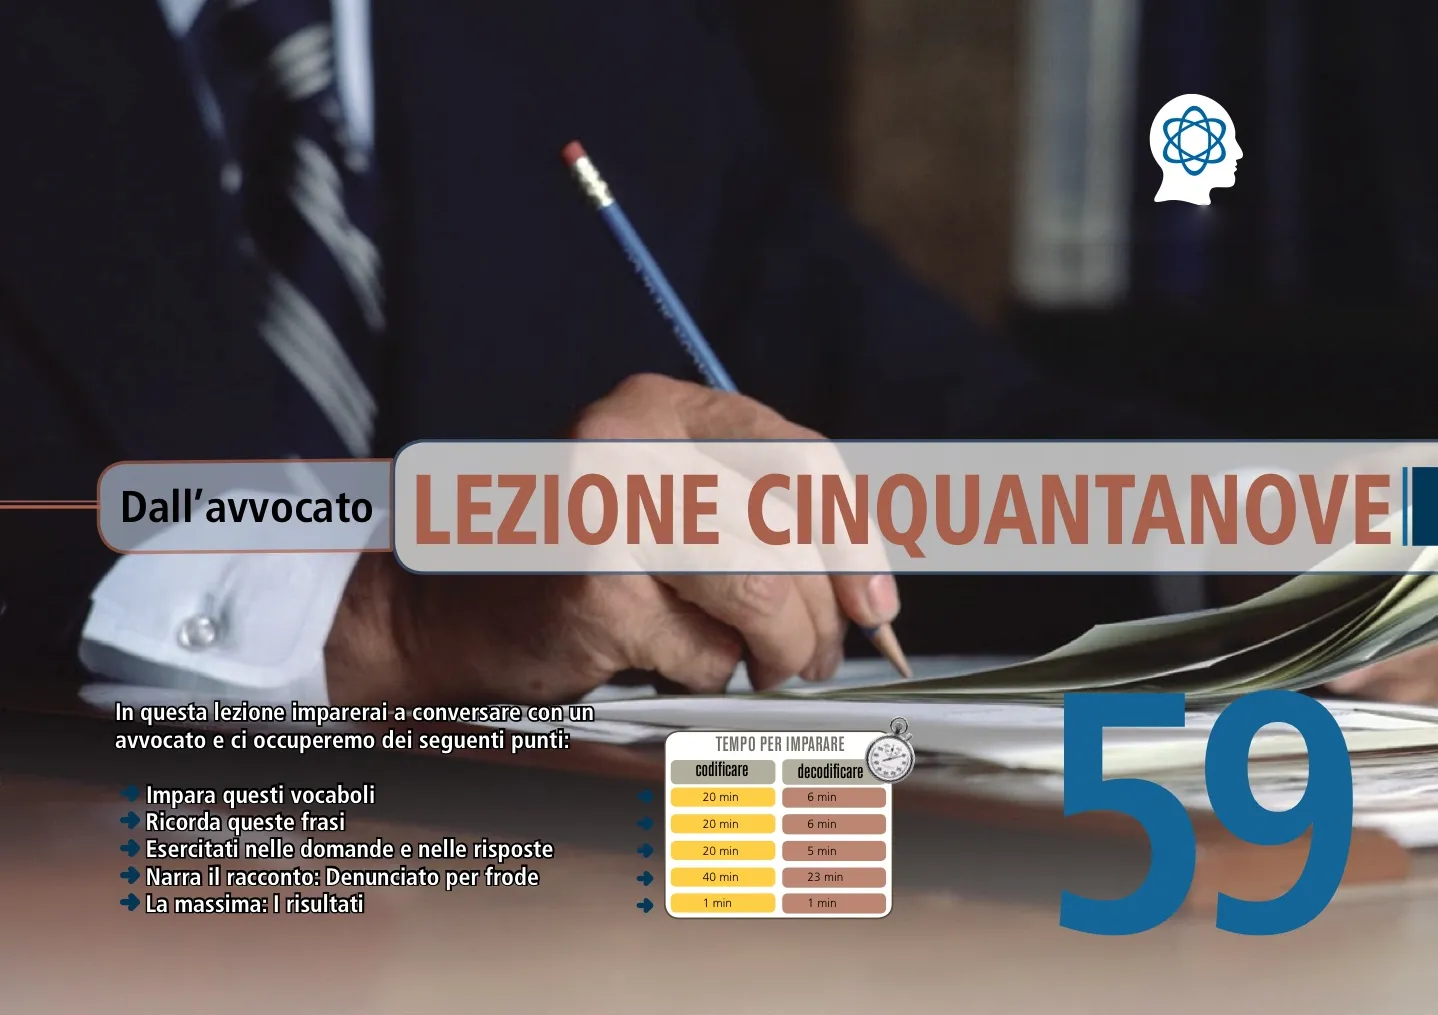 Dall'avvocato
LEZIONE CINQUANTANOVE
In questa lezione imparerai a conversare con un
avvocato e ci occuperemo dei seguenti punti:
Impara questi vocaboli
Ricorda queste frasi
Esercitati nelle domande e nelle risposte
Narra il racconto: Denunciato per frode
La massima: I risultati
TEMPO PER IMPARARE
codificare decodificare
20 min 6 min
20 min 6 min
20 min 5 min
40 min 23 min
1 min 1 min
59